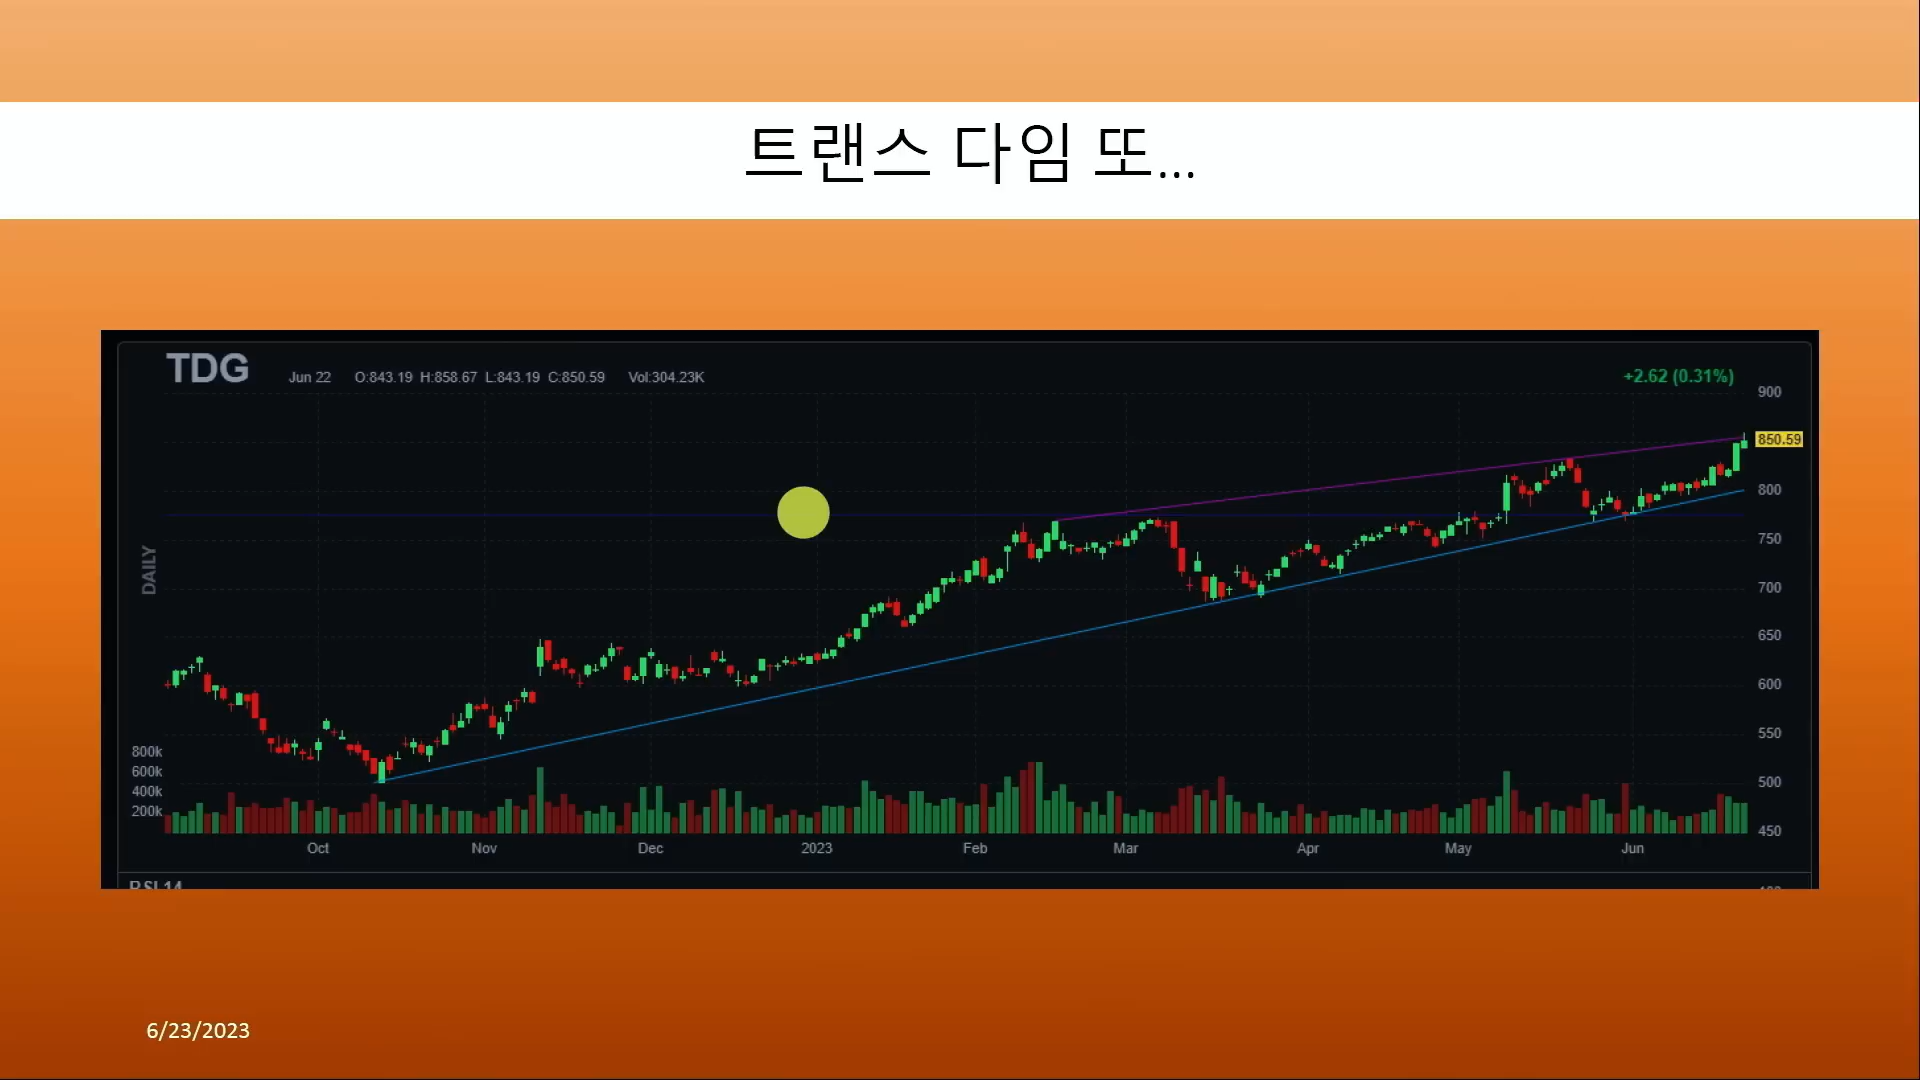 트랜스 다임 또...
TDG Jun 22 O:843.19 H:858.67 L:843.19 C:850.59 Vol:304.23K +2.62 (0.31%)
900
850.59
800
750
700
650
600
550
500
450
DAILY
800k
600k
400k
200k
Oct Nov Dec 2023 Feb Mar Apr May Jun
RSI 14
6/23/2023